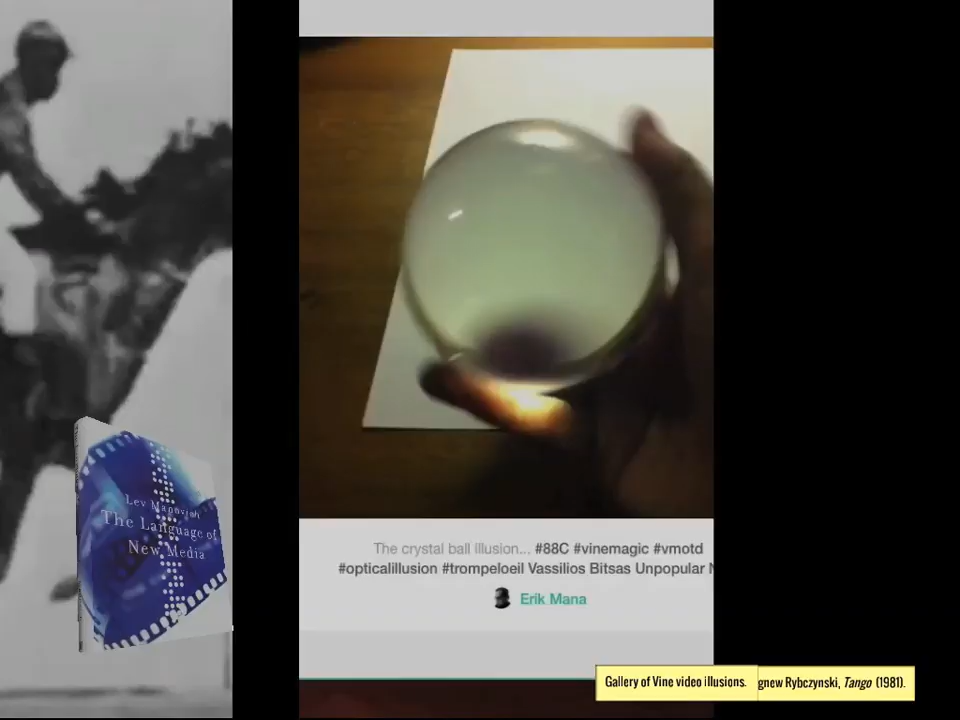 Lev Manovich
The Language of
New Media
The crystal ball illusion... #88C #vinemagic #vmotd
#opticalillusion #trompeloeil Vassilios Bitsas Unpopular
Erik Mana
Gallery of Vine video illusions.
gnew Rybczynski, Tango (1981).